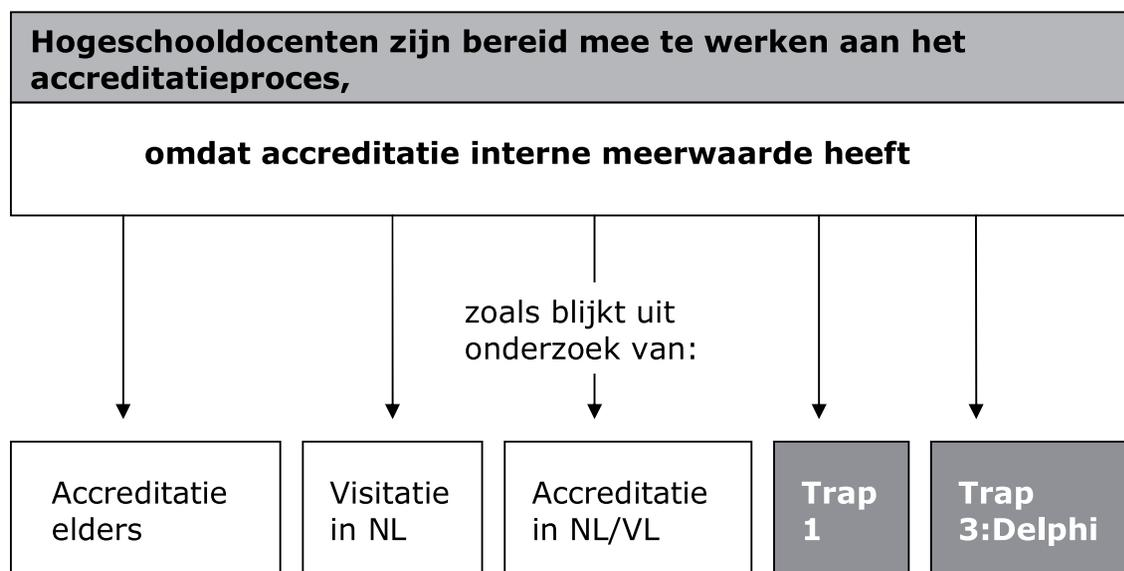 Hogeschooldocenten zijn bereid mee te werken aan het
accreditatieproces,
omdat accreditatie interne meerwaarde heeft
zoals blijkt uit
onderzoek van:
Accreditatie
elders
Visitatie
in NL
Accreditatie
in NL/VL
Trap
1
Trap
3:Delphi